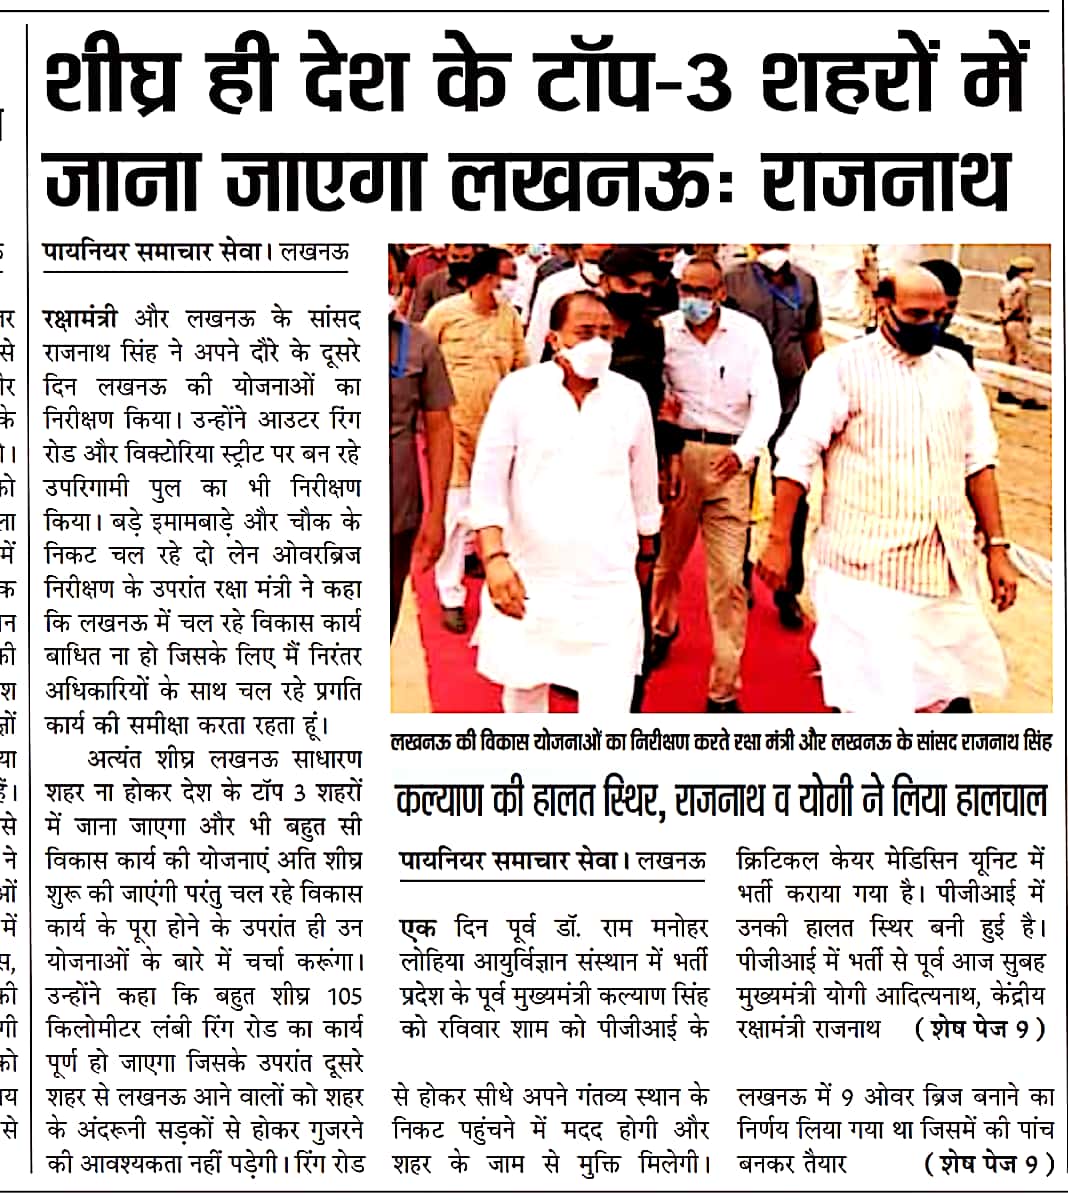 शीघ्र ही देश के टॉप-3 शहरों में
जाना जाएगा लखनऊः राजनाथ
पायनियर समाचार सेवा। लखनऊ
रक्षामंत्री और लखनऊ के सांसद
राजनाथ सिंह ने अपने दौरे के दूसरे
दिन लखनऊ की योजनाओं का
निरीक्षण किया। उन्होंने आउटर रिंग
रोड और विक्टोरिया स्ट्रीट पर बन रहे
उपरिगामी पुल का भी निरीक्षण
किया। बड़े इमामबाड़े और चौक के
निकट चल रहे दो लेन ओवरब्रिज
निरीक्षण के उपरांत रक्षा मंत्री ने कहा
कि लखनऊ में चल रहे विकास कार्य
बाधित ना हो जिसके लिए मैं निरंतर
अधिकारियों के साथ चल रहे प्रगति
कार्य की समीक्षा करता रहता हूं।
अत्यंत शीघ्र लखनऊ साधारण
शहर ना होकर देश के टॉप 3 शहरों
में जाना जाएगा और भी बहुत सी
विकास कार्य की योजनाएं अति शीघ्र
शुरू की जाएंगी परंतु चल रहे विकास
कार्य के पूरा होने के उपरांत ही उन
योजनाओं के बारे में चर्चा करूंगा।
उन्होंने कहा कि बहुत शीघ्र 105
किलोमीटर लंबी रिंग रोड का कार्य
पूर्ण हो जाएगा जिसके उपरांत दूसरे
शहर से लखनऊ आने वालों को शहर
के अंदरूनी सड़कों से होकर गुजरने
की आवश्यकता नहीं पड़ेगी। रिंग रोड
से होकर सीधे अपने गंतव्य स्थान के
निकट पहुंचने में मदद होगी और
शहर के जाम से मुक्ति मिलेगी।
लखनऊ में 9 ओवर ब्रिज बनाने का
निर्णय लिया गया था जिसमें की पांच
बनकर तैयार (शेष पेज 9)
लखनऊ की विकास योजनाओं का निरीक्षण करते रक्षा मंत्री और लखनऊ के सांसद राजनाथ सिंह
कल्याण की हालत स्थिर, राजनाथ व योगी ने लिया हालचाल
पायनियर समाचार सेवा। लखनऊ
एक दिन पूर्व डॉ. राम मनोहर
लोहिया आयुर्विज्ञान संस्थान में भर्ती
प्रदेश के पूर्व मुख्यमंत्री कल्याण सिंह
को रविवार शाम को पीजीआई के
क्रिटिकल केयर मेडिसिन यूनिट में
भर्ती कराया गया है। पीजीआई में
उनकी हालत स्थिर बनी हुई है।
पीजीआई में भर्ती से पूर्व आज सुबह
मुख्यमंत्री योगी आदित्यनाथ, केंद्रीय
रक्षामंत्री राजनाथ (शेष पेज 9)